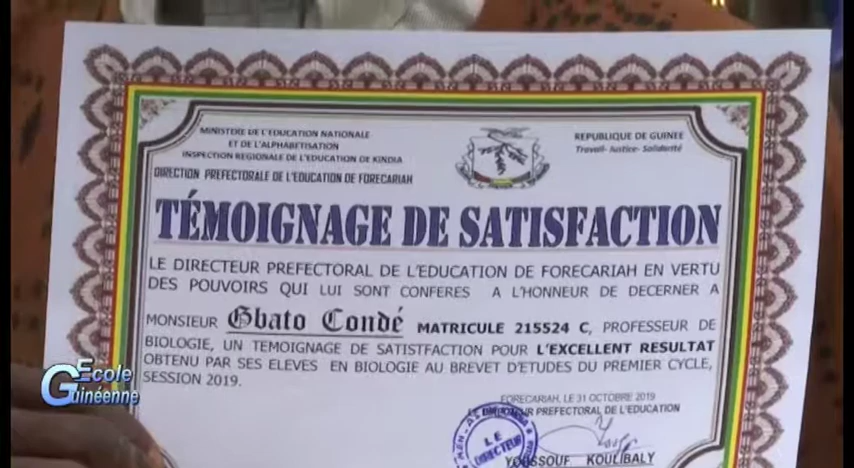 MINISTERE DE L'EDUCATION NATIONALE
ET DE L'ALPHABETISATION
INSPECTION REGIONALE DE L'EDUCATION DE KINDIA
DIRECTION PREFECTORALE DE L'EDUCATION DE FORECARIAH
REPUBLIQUE DE GUINEE
Travail- Justice- Solidarité
TÉMOIGNAGE DE SATISFACTION
LE DIRECTEUR PREFECTORAL DE L'EDUCATION DE FORECARIAH EN VERTU
DES POUVOIRS QUI LUI SONT CONFERES A L'HONNEUR DE DECERNER A
MONSIEUR Gbato Condé MATRICULE 215524 C, PROFESSEUR DE
BIOLOGIE, UN TEMOIGNAGE DE SATISTFACTION POUR L'EXCELLENT RESULTAT
OBTENU PAR SES ELEVES EN BIOLOGIE AU BREVET D'ETUDES DU PREMIER CYCLE,
SESSION 2019.
FORECARIAH, LE 31 OCTOBRE 2019
LE DIRECTEUR PREFECTORAL DE L'EDUCATION
LE
DIRECTEUR
YOUSSOUF KOULIBALY
Ecole
Guinéenne